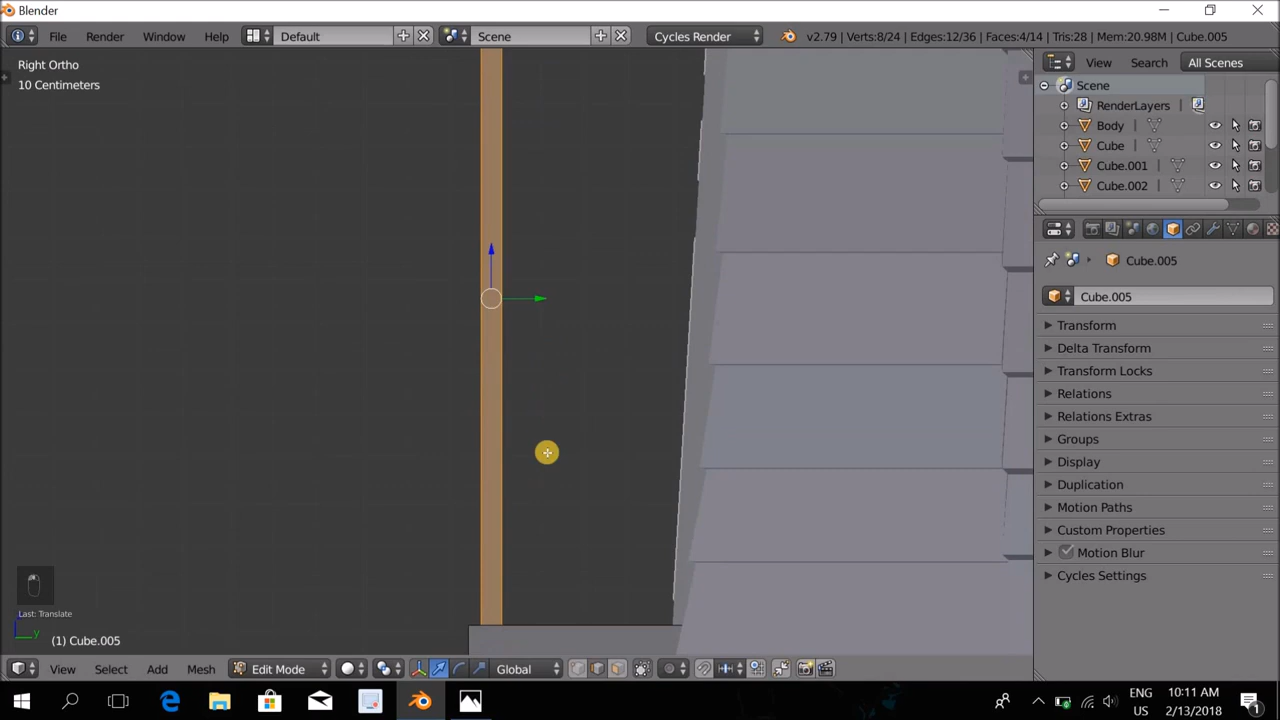 Blender
File Render Window Help Default Scene Cycles Render v2.79 | Verts:8/24 | Edges:12/36 | Faces:4/14 | Tris:28 | Mem:20.98M | Cube.005
Right Ortho
10 Centimeters
View Search All Scenes
Scene
RenderLayers
Body
Cube
Cube.001
Cube.002
Cube.005
Cube.005
Transform
Delta Transform
Transform Locks
Relations
Relations Extras
Groups
Display
Duplication
Motion Paths
Custom Properties
Motion Blur
Cycles Settings
Last: Translate
y
(1) Cube.005
View Select Add Mesh Edit Mode Global
ENG 10:11 AM
US 2/13/2018
1